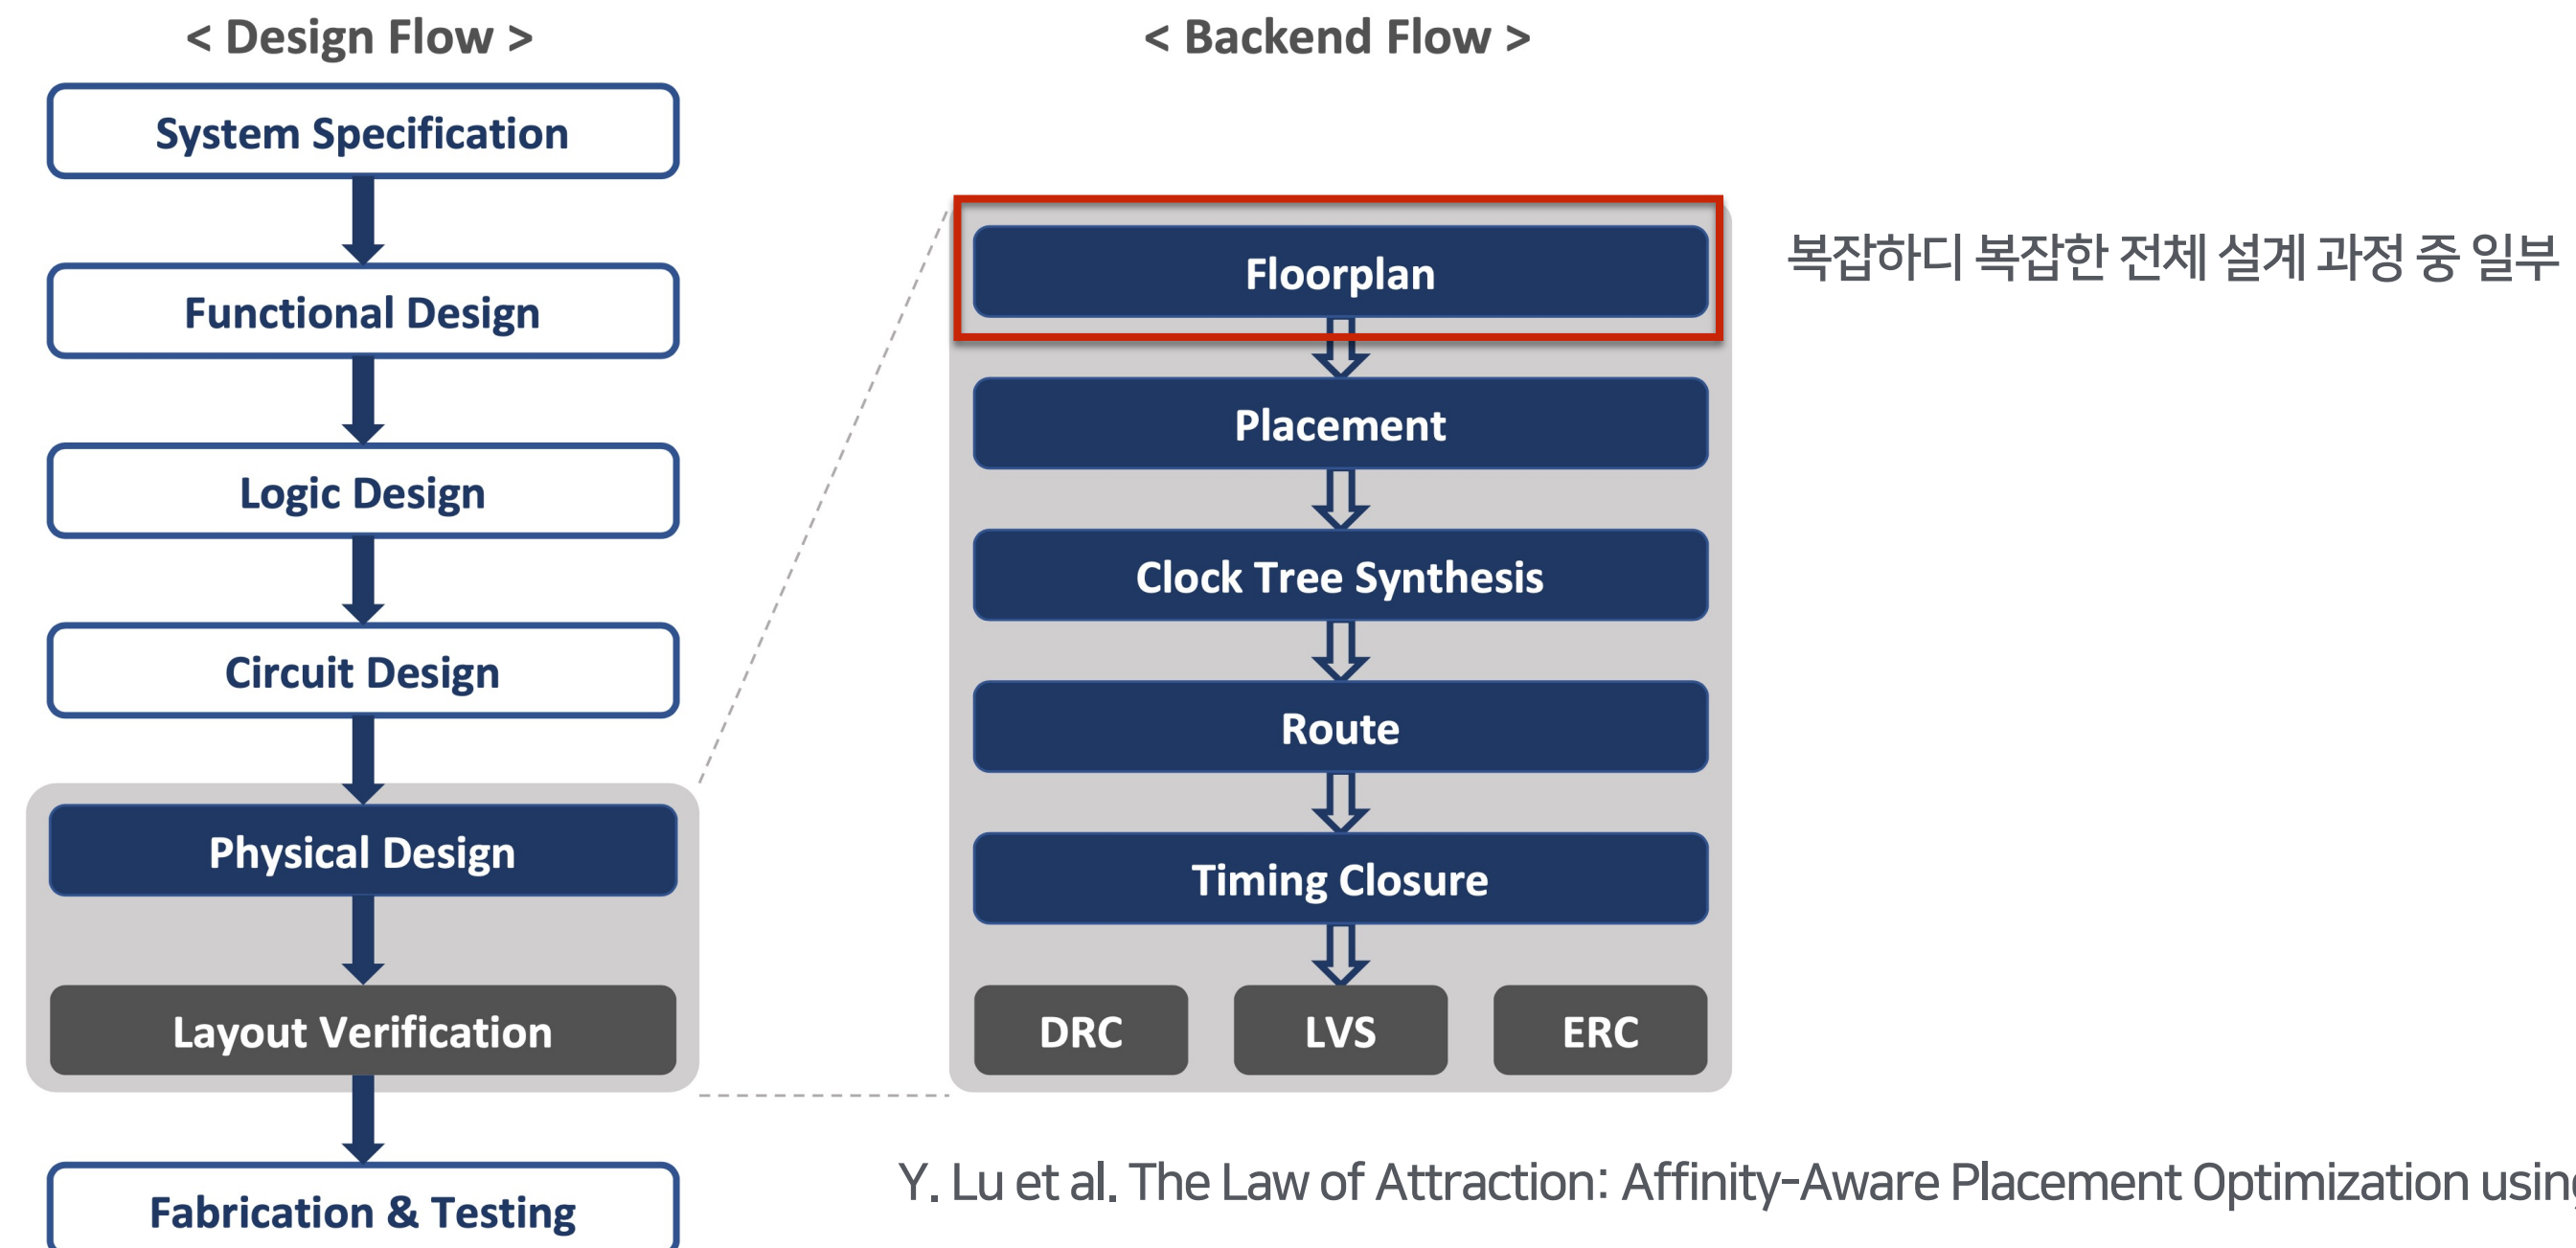 < Design Flow >
System Specification
Functional Design
Logic Design
Circuit Design
Physical Design
Layout Verification
Fabrication & Testing
< Backend Flow >
Floorplan
Placement
Clock Tree Synthesis
Route
Timing Closure
DRC
LVS
ERC
복잡하디 복잡한 전체 설계 과정 중 일부
Y. Lu et al. The Law of Attraction: Affinity-Aware Placement Optimization using